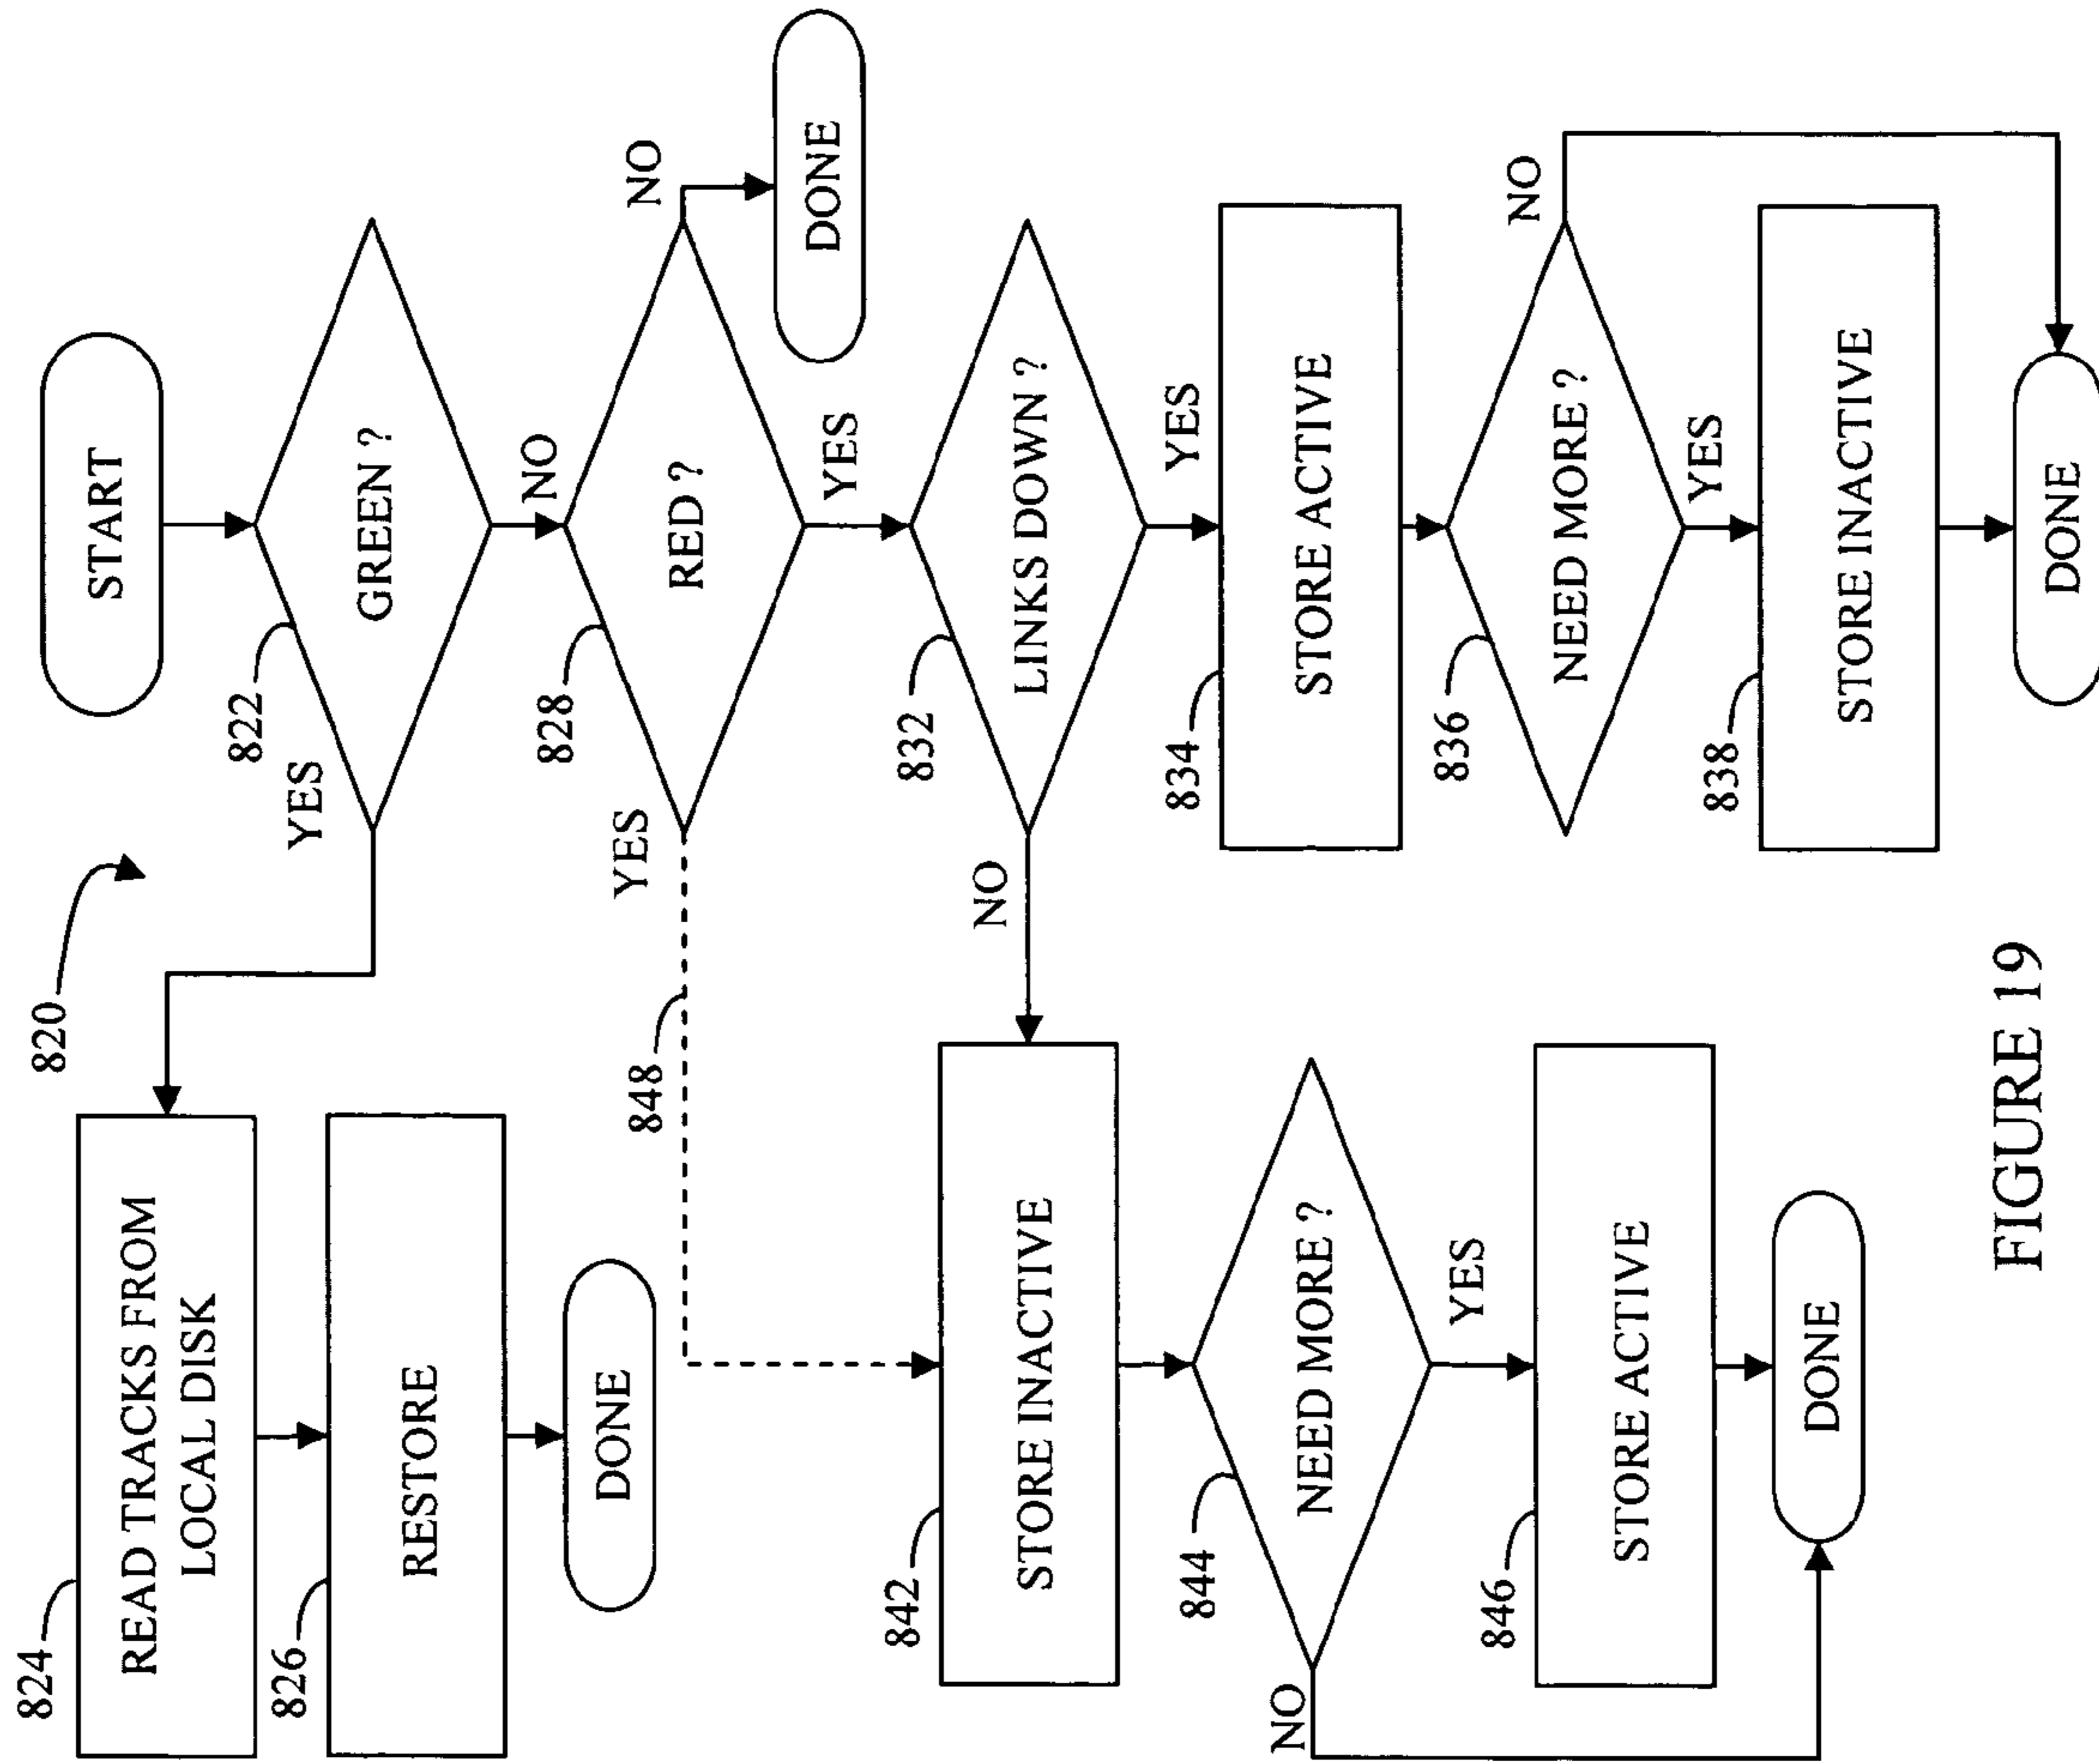 820
START
822
GREEN ?
YES
NO
824
READ TRACKS FROM
LOCAL DISK
826
RESTORE
DONE
828
RED ?
NO
DONE
YES
YES
848
832
LINKS DOWN ?
NO
YES
834
STORE ACTIVE
836
NEED MORE ?
NO
YES
838
STORE INACTIVE
DONE
842
STORE INACTIVE
844
NEED MORE ?
NO
YES
846
STORE ACTIVE
DONE
FIGURE 19